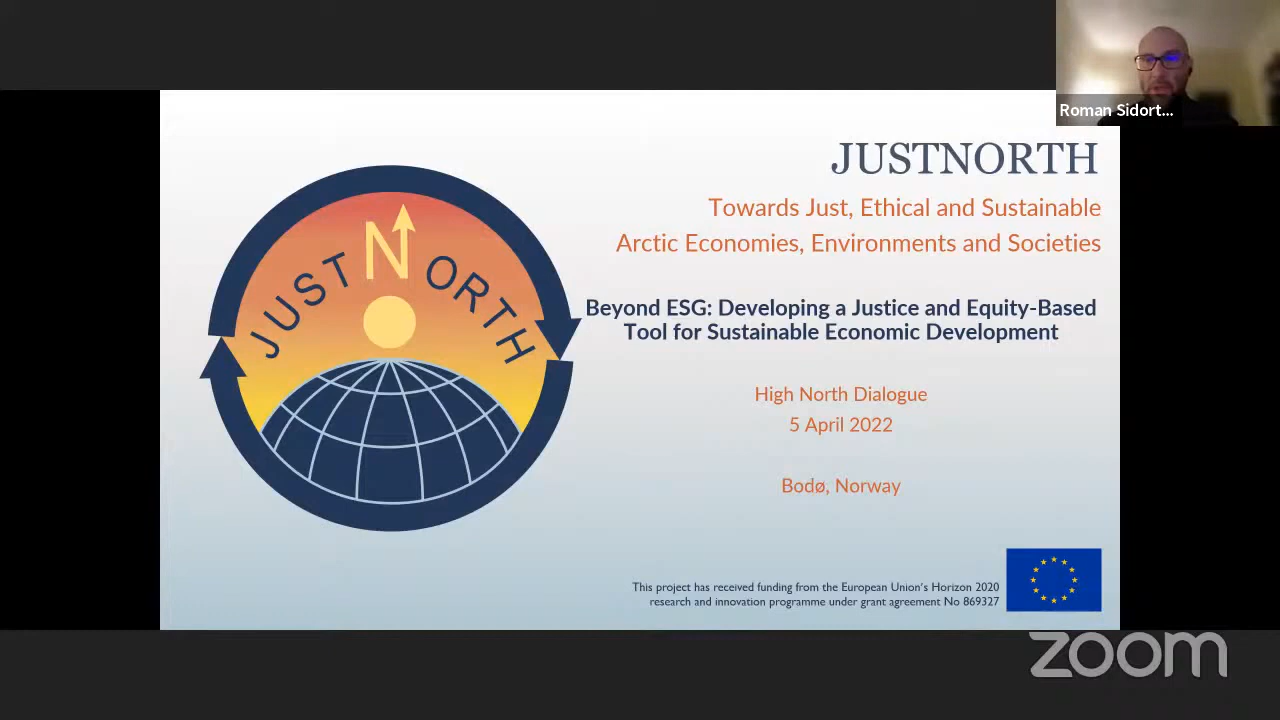 Roman Sidort...
JUSTNORTH
Towards Just, Ethical and Sustainable
Arctic Economies, Environments and Societies
JUST N ORTH
Beyond ESG: Developing a Justice and Equity-Based
Tool for Sustainable Economic Development
High North Dialogue
5 April 2022
Bodø, Norway
This project has received funding from the European Union's Horizon 2020
research and innovation programme under grant agreement No 869327
zoom